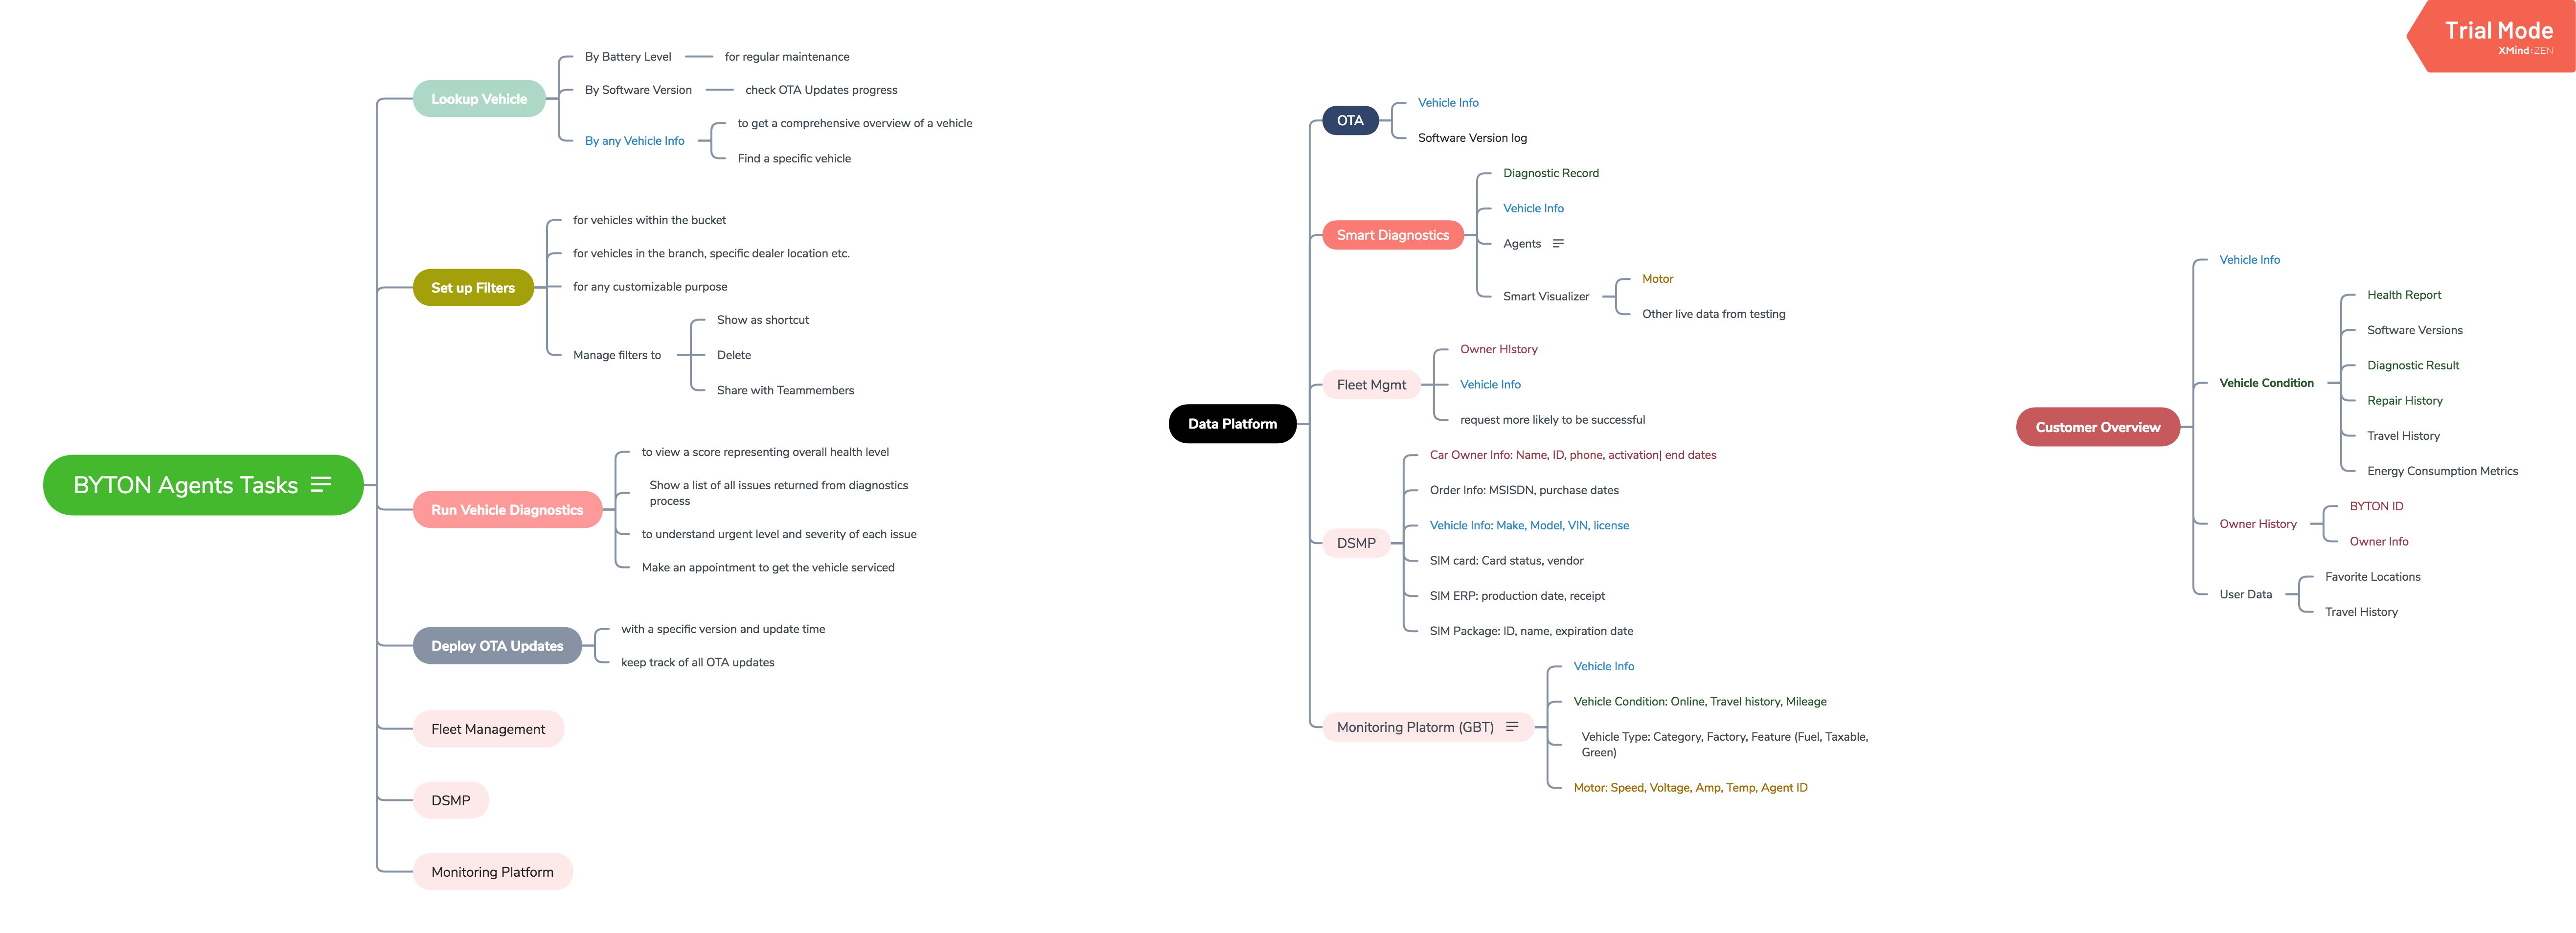 Trial Mode
XMind:ZEN
BYTON Agents Tasks
Lookup Vehicle
By Battery Level
for regular maintenance
By Software Version
check OTA Updates progress
By any Vehicle Info
to get a comprehensive overview of a vehicle
Find a specific vehicle
Set up Filters
for vehicles within the bucket
for vehicles in the branch, specific dealer location etc.
for any customizable purpose
Manage filters to
Show as shortcut
Delete
Share with Teammembers
Run Vehicle Diagnostics
to view a score representing overall health level
Show a list of all issues returned from diagnostics
process
to understand urgent level and severity of each issue
Make an appointment to get the vehicle serviced
Deploy OTA Updates
with a specific version and update time
keep track of all OTA updates
Fleet Management
DSMP
Monitoring Platform
Data Platform
OTA
Vehicle Info
Software Version log
Smart Diagnostics
Diagnostic Record
Vehicle Info
Agents
Smart Visualizer
Motor
Other live data from testing
Fleet Mgmt
Owner HIstory
Vehicle Info
request more likely to be successful
DSMP
Car Owner Info: Name, ID, phone, activation| end dates
Order Info: MSISDN, purchase dates
Vehicle Info: Make, Model, VIN, license
SIM card: Card status, vendor
SIM ERP: production date, receipt
SIM Package: ID, name, expiration date
Monitoring Platorm (GBT)
Vehicle Info
Vehicle Condition: Online, Travel history, Mileage
Vehicle Type: Category, Factory, Feature (Fuel, Taxable,
Green)
Motor: Speed, Voltage, Amp, Temp, Agent ID
Customer Overview
Vehicle Info
Vehicle Condition
Health Report
Software Versions
Diagnostic Result
Repair History
Travel History
Energy Consumption Metrics
Owner History
BYTON ID
Owner Info
User Data
Favorite Locations
Travel History